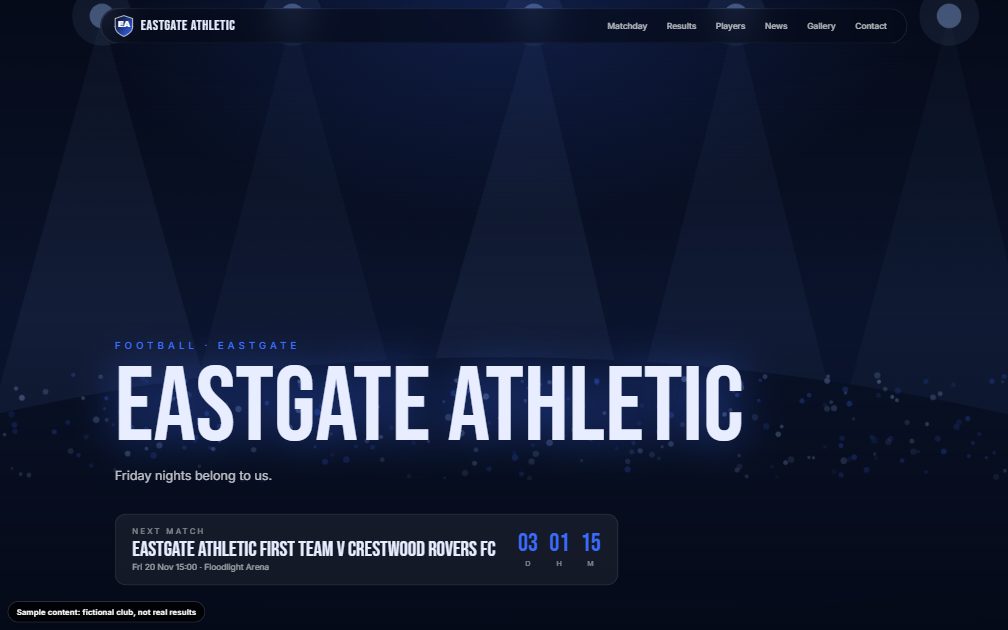 EA
EASTGATE ATHLETIC
Matchday
Results
Players
News
Gallery
Contact
FOOTBALL · EASTGATE
EASTGATE ATHLETIC
Friday nights belong to us.
NEXT MATCH
EASTGATE ATHLETIC FIRST TEAM V CRESTWOOD ROVERS FC
Fri 20 Nov 15:00 · Floodlight Arena
03 01 15
D H M
Sample content: fictional club, not real results